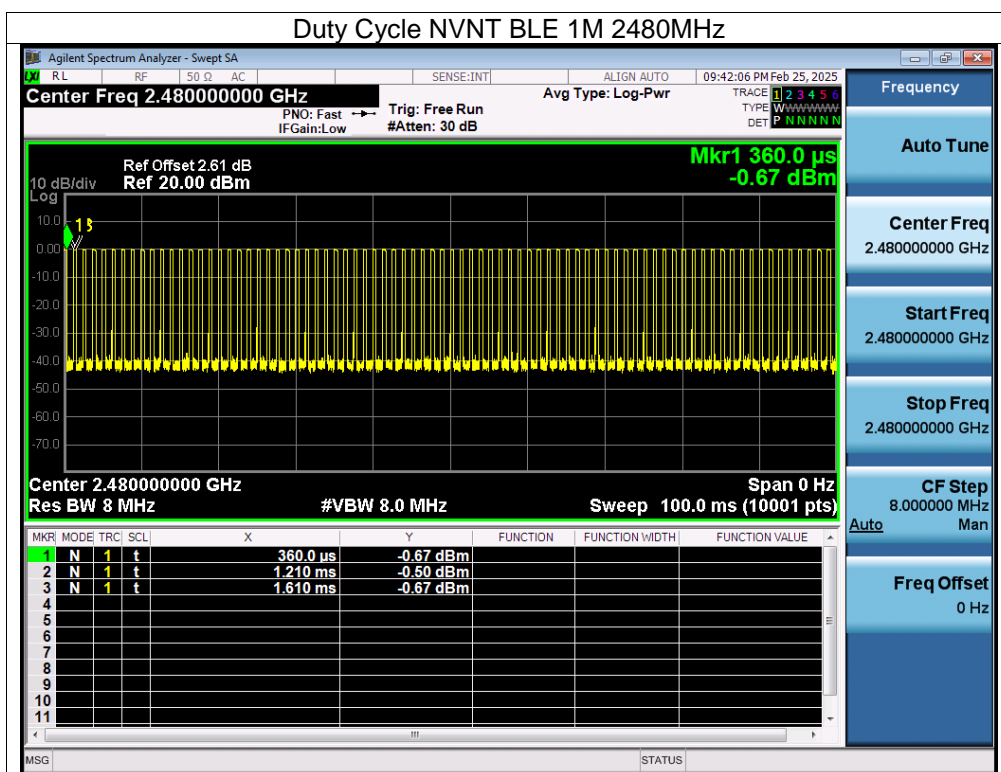 Duty Cycle NVNT BLE 1M 2480MHz
Agilent Spectrum Analyzer - Swept SA
LXI RL RF 50 Ω AC SENSE:INT ALIGN AUTO 09:42:06 PM Feb 25, 2025
Center Freq 2.480000000 GHz Avg Type: Log-Pwr TRACE 1 2 3 4 5 6
PNO: Fast Trig: Free Run TYPE WWWWWWW
IFGain:Low #Atten: 30 dB DET P N N N N N
Frequency
Auto Tune
Center Freq
2.480000000 GHz
Start Freq
2.480000000 GHz
Stop Freq
2.480000000 GHz
CF Step
8.000000 MHz
Auto Man
Freq Offset
0 Hz
Mkr1 360.0 µs
-0.67 dBm
Ref Offset 2.61 dB
10 dB/div Ref 20.00 dBm
Log
10.0
0.00
-10.0
-20.0
-30.0
-40.0
-50.0
-60.0
-70.0
Center 2.480000000 GHz Span 0 Hz
Res BW 8 MHz #VBW 8.0 MHz Sweep 100.0 ms (10001 pts)
MKR MODE TRC SCL X Y FUNCTION FUNCTION WIDTH FUNCTION VALUE
1 N 1 t 360.0 µs -0.67 dBm
2 N 1 t 1.210 ms -0.50 dBm
3 N 1 t 1.610 ms -0.67 dBm
4
5
6
7
8
9
10
11
MSG STATUS